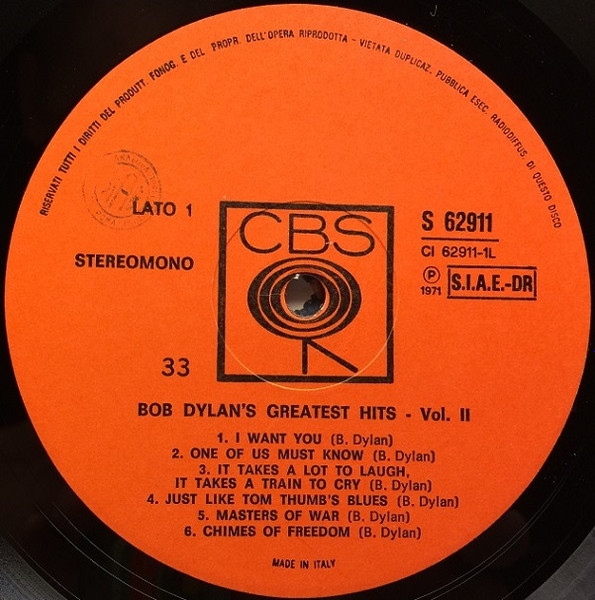 RISERVATI TUTTI I DIRITTI DEL PRODUTT. FONOG. E DEL PROPR. DELL'OPERA RIPRODOTTA - VIETATA DUPLICAZ. PUBBLICA ESEC. RADIODIFFUS. DI QUESTO DISCO
LATO 1
STEREOMONO
33
CBS
S 62911
CI 62911-1L
P
1971
S.I.A.E.-DR
BOB DYLAN'S GREATEST HITS - Vol. II
1. I WANT YOU (B. Dylan)
2. ONE OF US MUST KNOW (B. Dylan)
3. IT TAKES A LOT TO LAUGH,
IT TAKES A TRAIN TO CRY (B. Dylan)
4. JUST LIKE TOM THUMB'S BLUES (B. Dylan)
5. MASTERS OF WAR (B. Dylan)
6. CHIMES OF FREEDOM (B. Dylan)
MADE IN ITALY